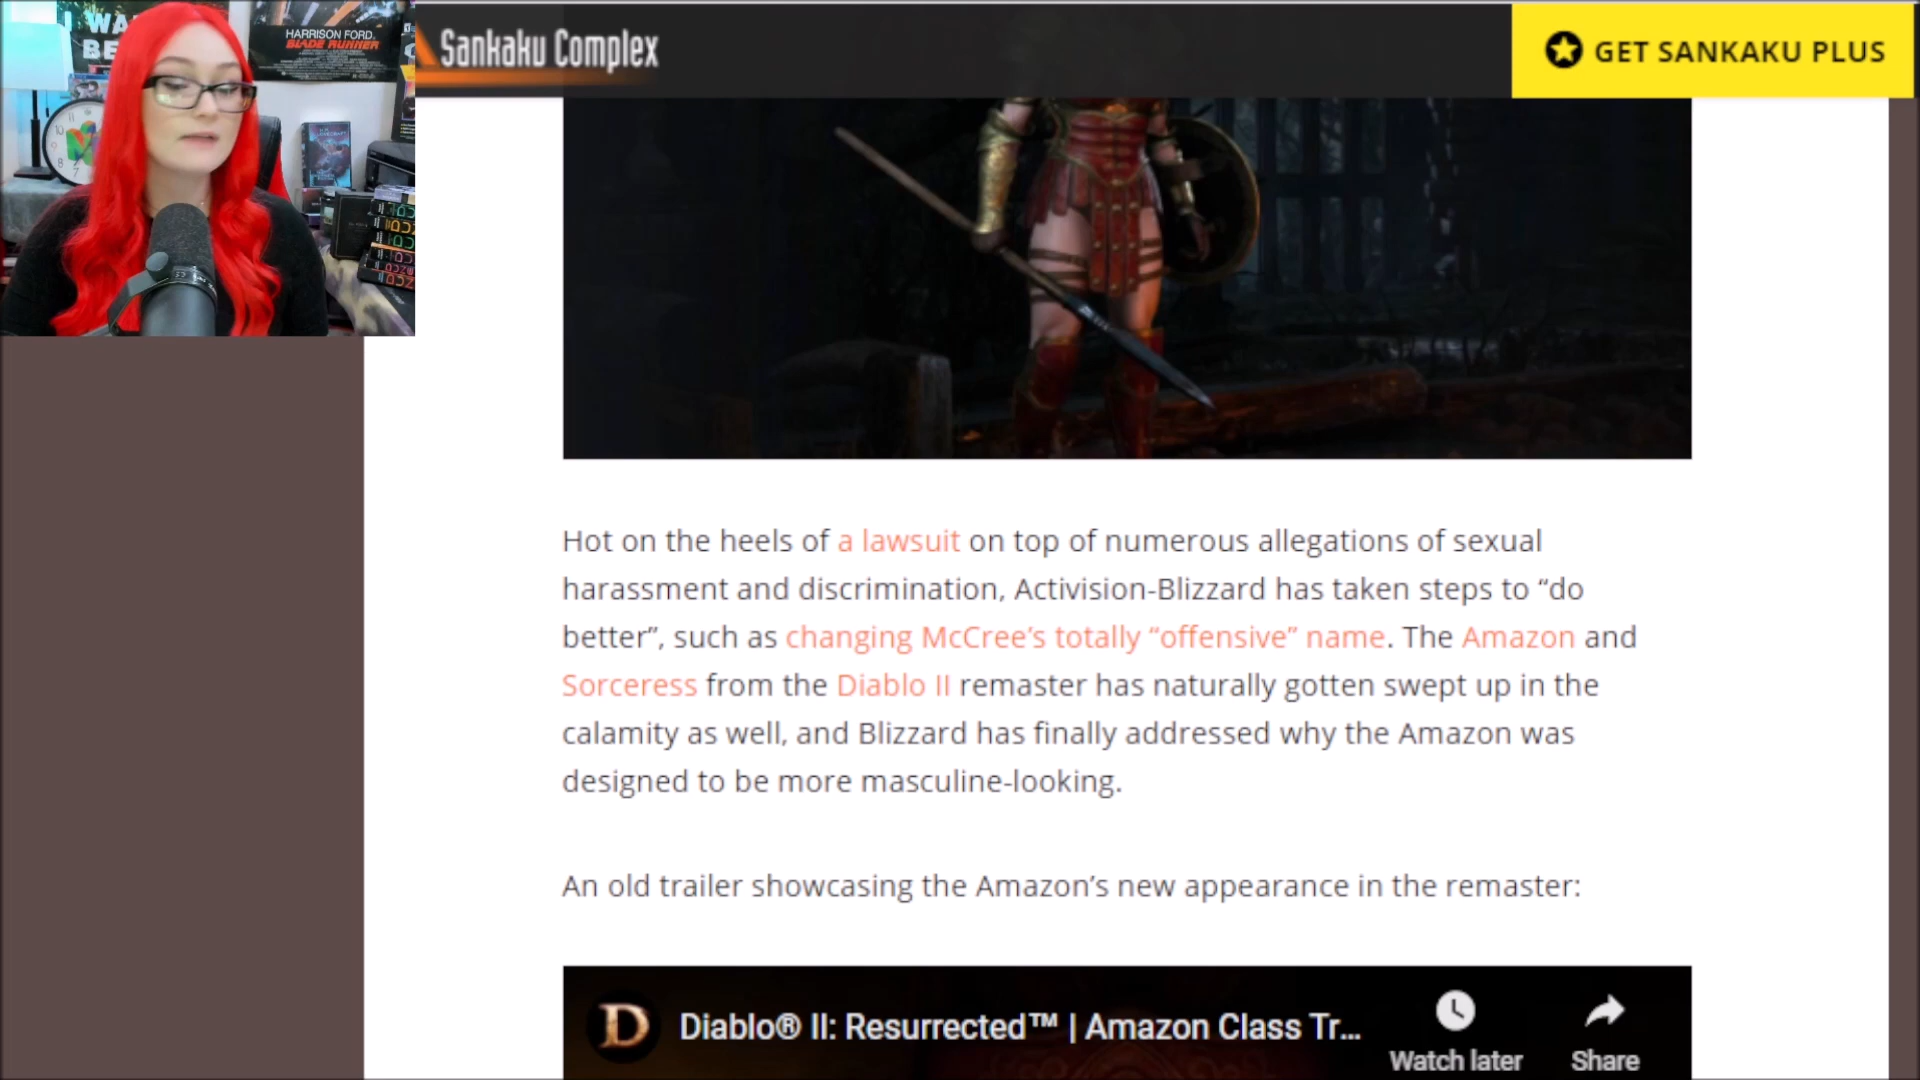 I WA
BE
HARRISON FORD.
BLADE RUNNER
Sankaku Complex
GET SANKAKU PLUS
Hot on the heels of a lawsuit on top of numerous allegations of sexual
harassment and discrimination, Activision-Blizzard has taken steps to “do
better”, such as changing McCree’s totally “offensive” name. The Amazon and
Sorceress from the Diablo II remaster has naturally gotten swept up in the
calamity as well, and Blizzard has finally addressed why the Amazon was
designed to be more masculine-looking.
An old trailer showcasing the Amazon’s new appearance in the remaster:
D
Diablo® II: Resurrected™ | Amazon Class Tr...
Watch later
Share